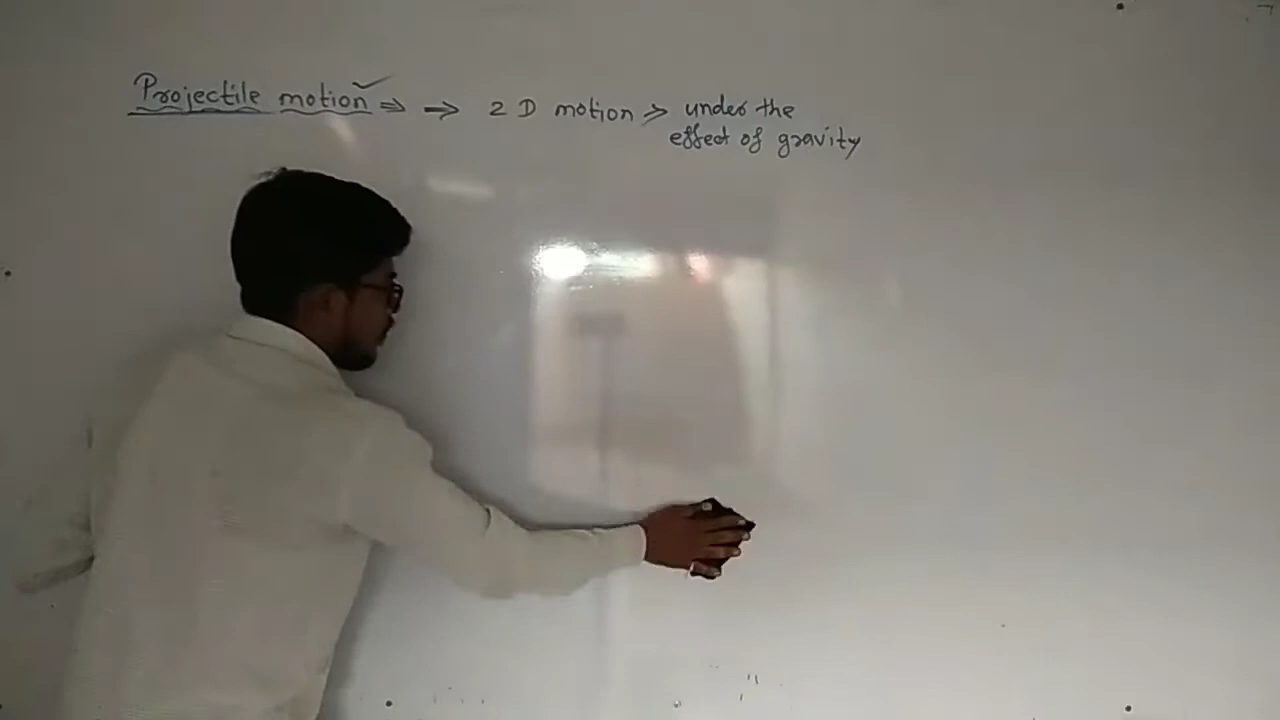 Projectile motion ⇒ → 2 D motion > under the
effect of gravity